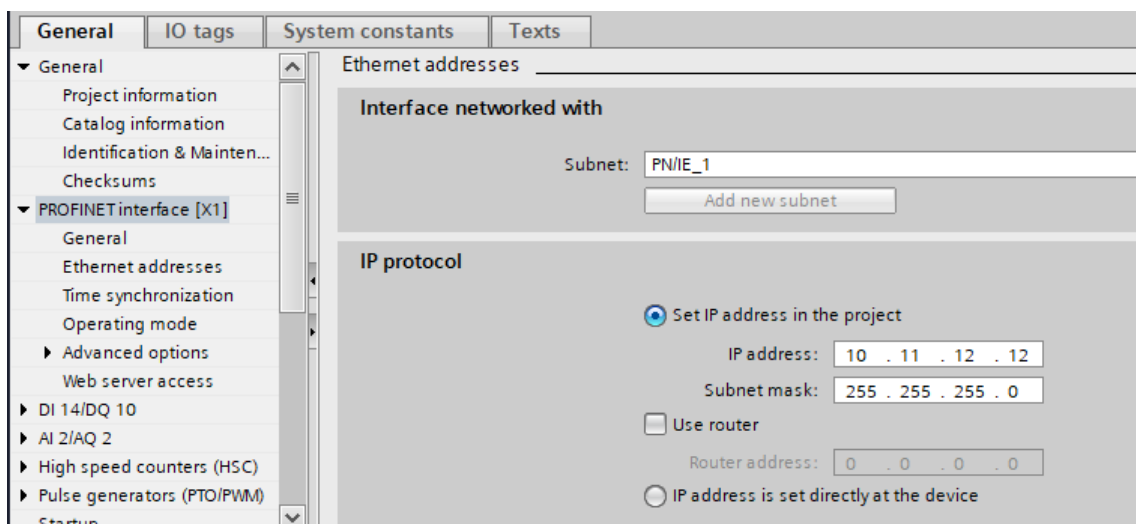 General IO tags System constants Texts
General
Project information
Catalog information
Identification & Mainten...
Checksums
PROFINET interface [X1]
General
Ethernet addresses
Time synchronization
Operating mode
Advanced options
Web server access
DI 14/DQ 10
AI 2/AQ 2
High speed counters (HSC)
Pulse generators (PTO/PWM)
Startup
Ethernet addresses
Interface networked with
Subnet: PN/IE_1
Add new subnet
IP protocol
Set IP address in the project
IP address: 10 . 11 . 12 . 12
Subnet mask: 255 . 255 . 255 . 0
Use router
Router address: 0 . 0 . 0 . 0
IP address is set directly at the device